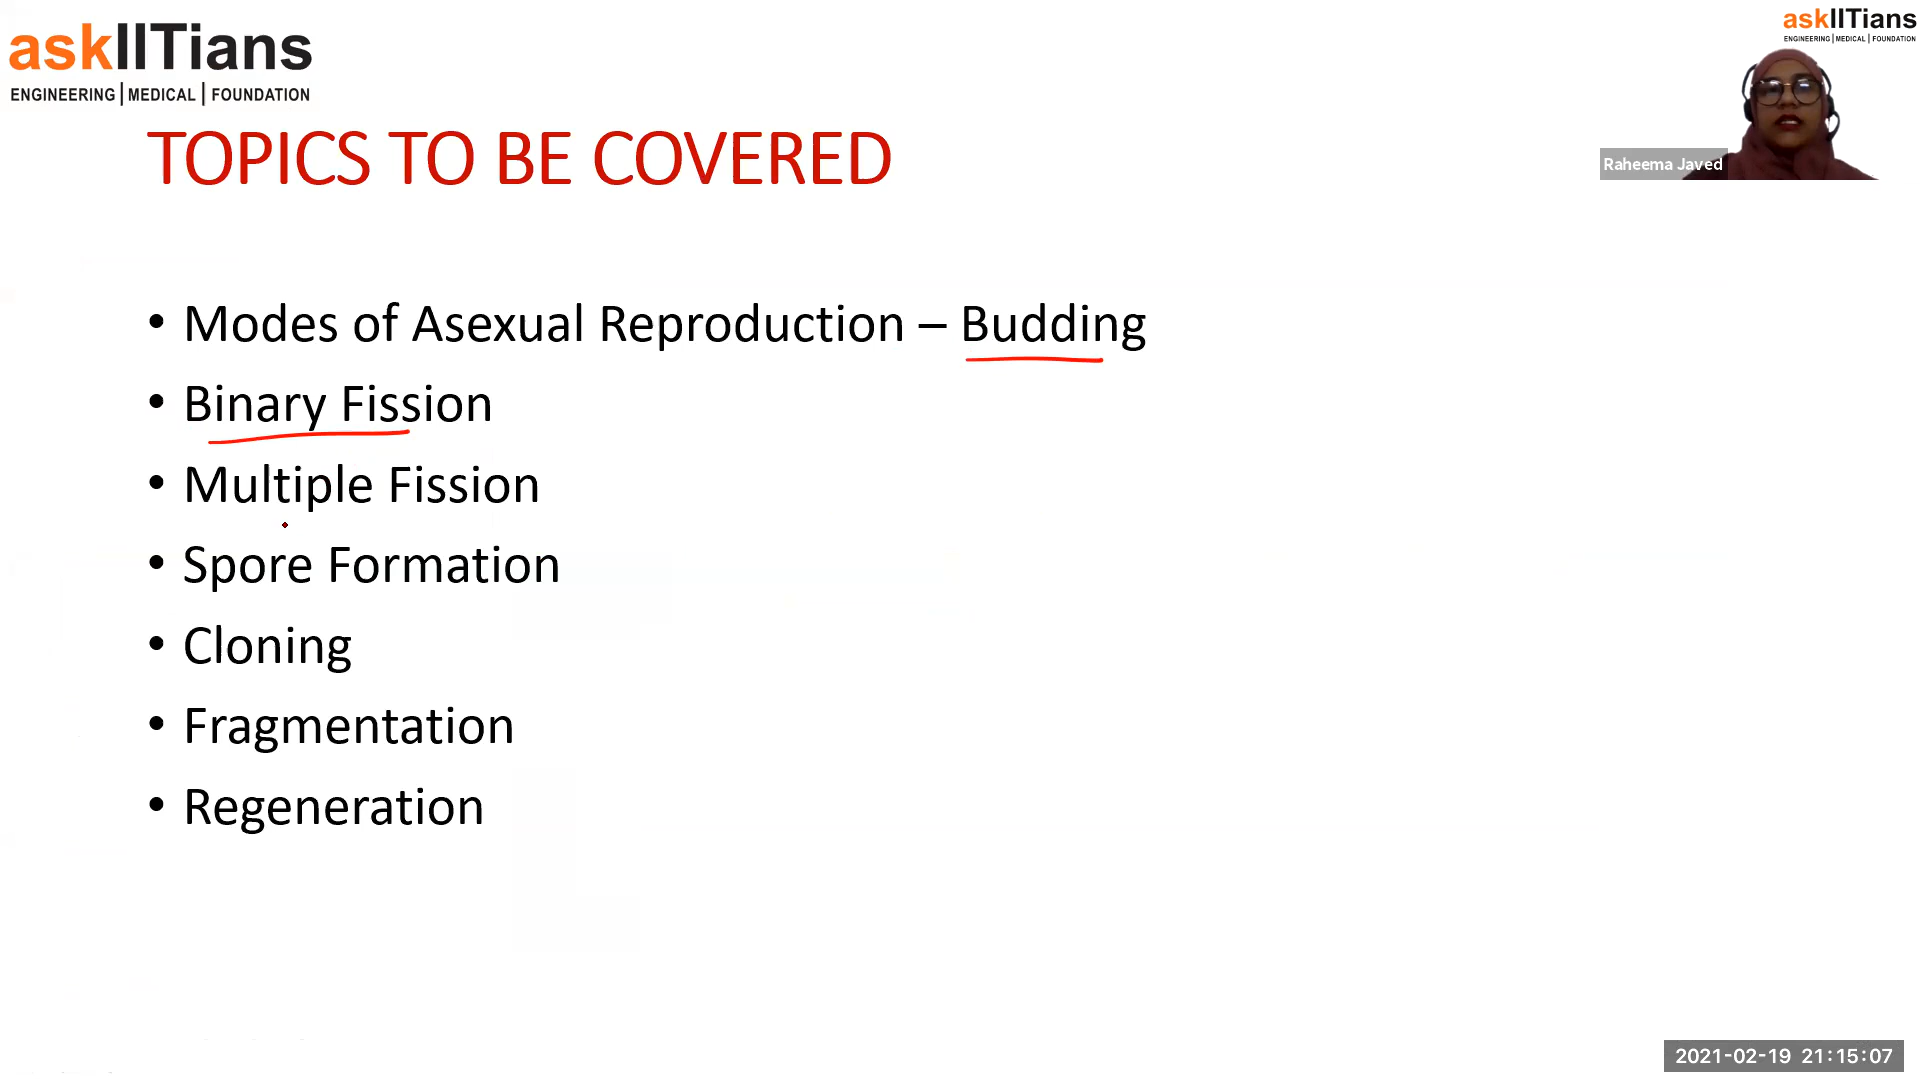 askIITians
ENGINEERING | MEDICAL | FOUNDATION
askIITians
ENGINEERING | MEDICAL | FOUNDATION
Raheema Javed
TOPICS TO BE COVERED
• Modes of Asexual Reproduction – Budding
• Binary Fission
• Multiple Fission
• Spore Formation
• Cloning
• Fragmentation
• Regeneration
2021-02-19 21:15:07